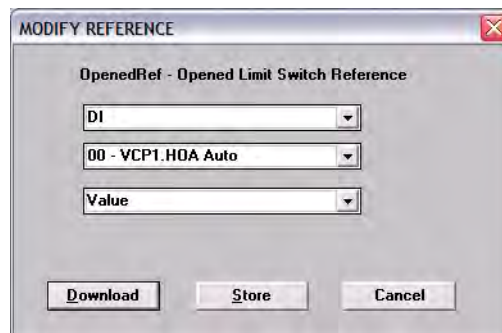 MODIFY REFERENCE
OpenedRef - Opened Limit Switch Reference
DI
00 - VCP1.HOA Auto
Value
Download
Store
Cancel